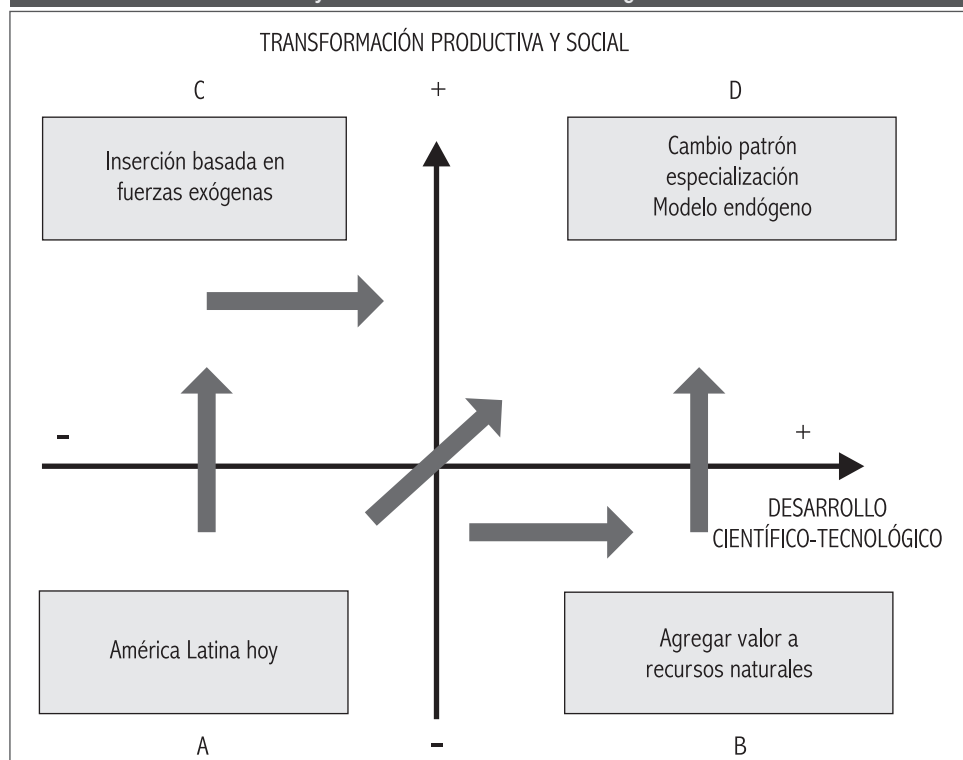 TRANSFORMACIÓN PRODUCTIVA Y SOCIAL
C
+
D
Inserción basada en
fuerzas exógenas
Cambio patrón
especialización
Modelo endógeno
-
+
DESARROLLO
CIENTÍFICO-TECNOLÓGICO
América Latina hoy
Agregar valor a
recursos naturales
A
-
B